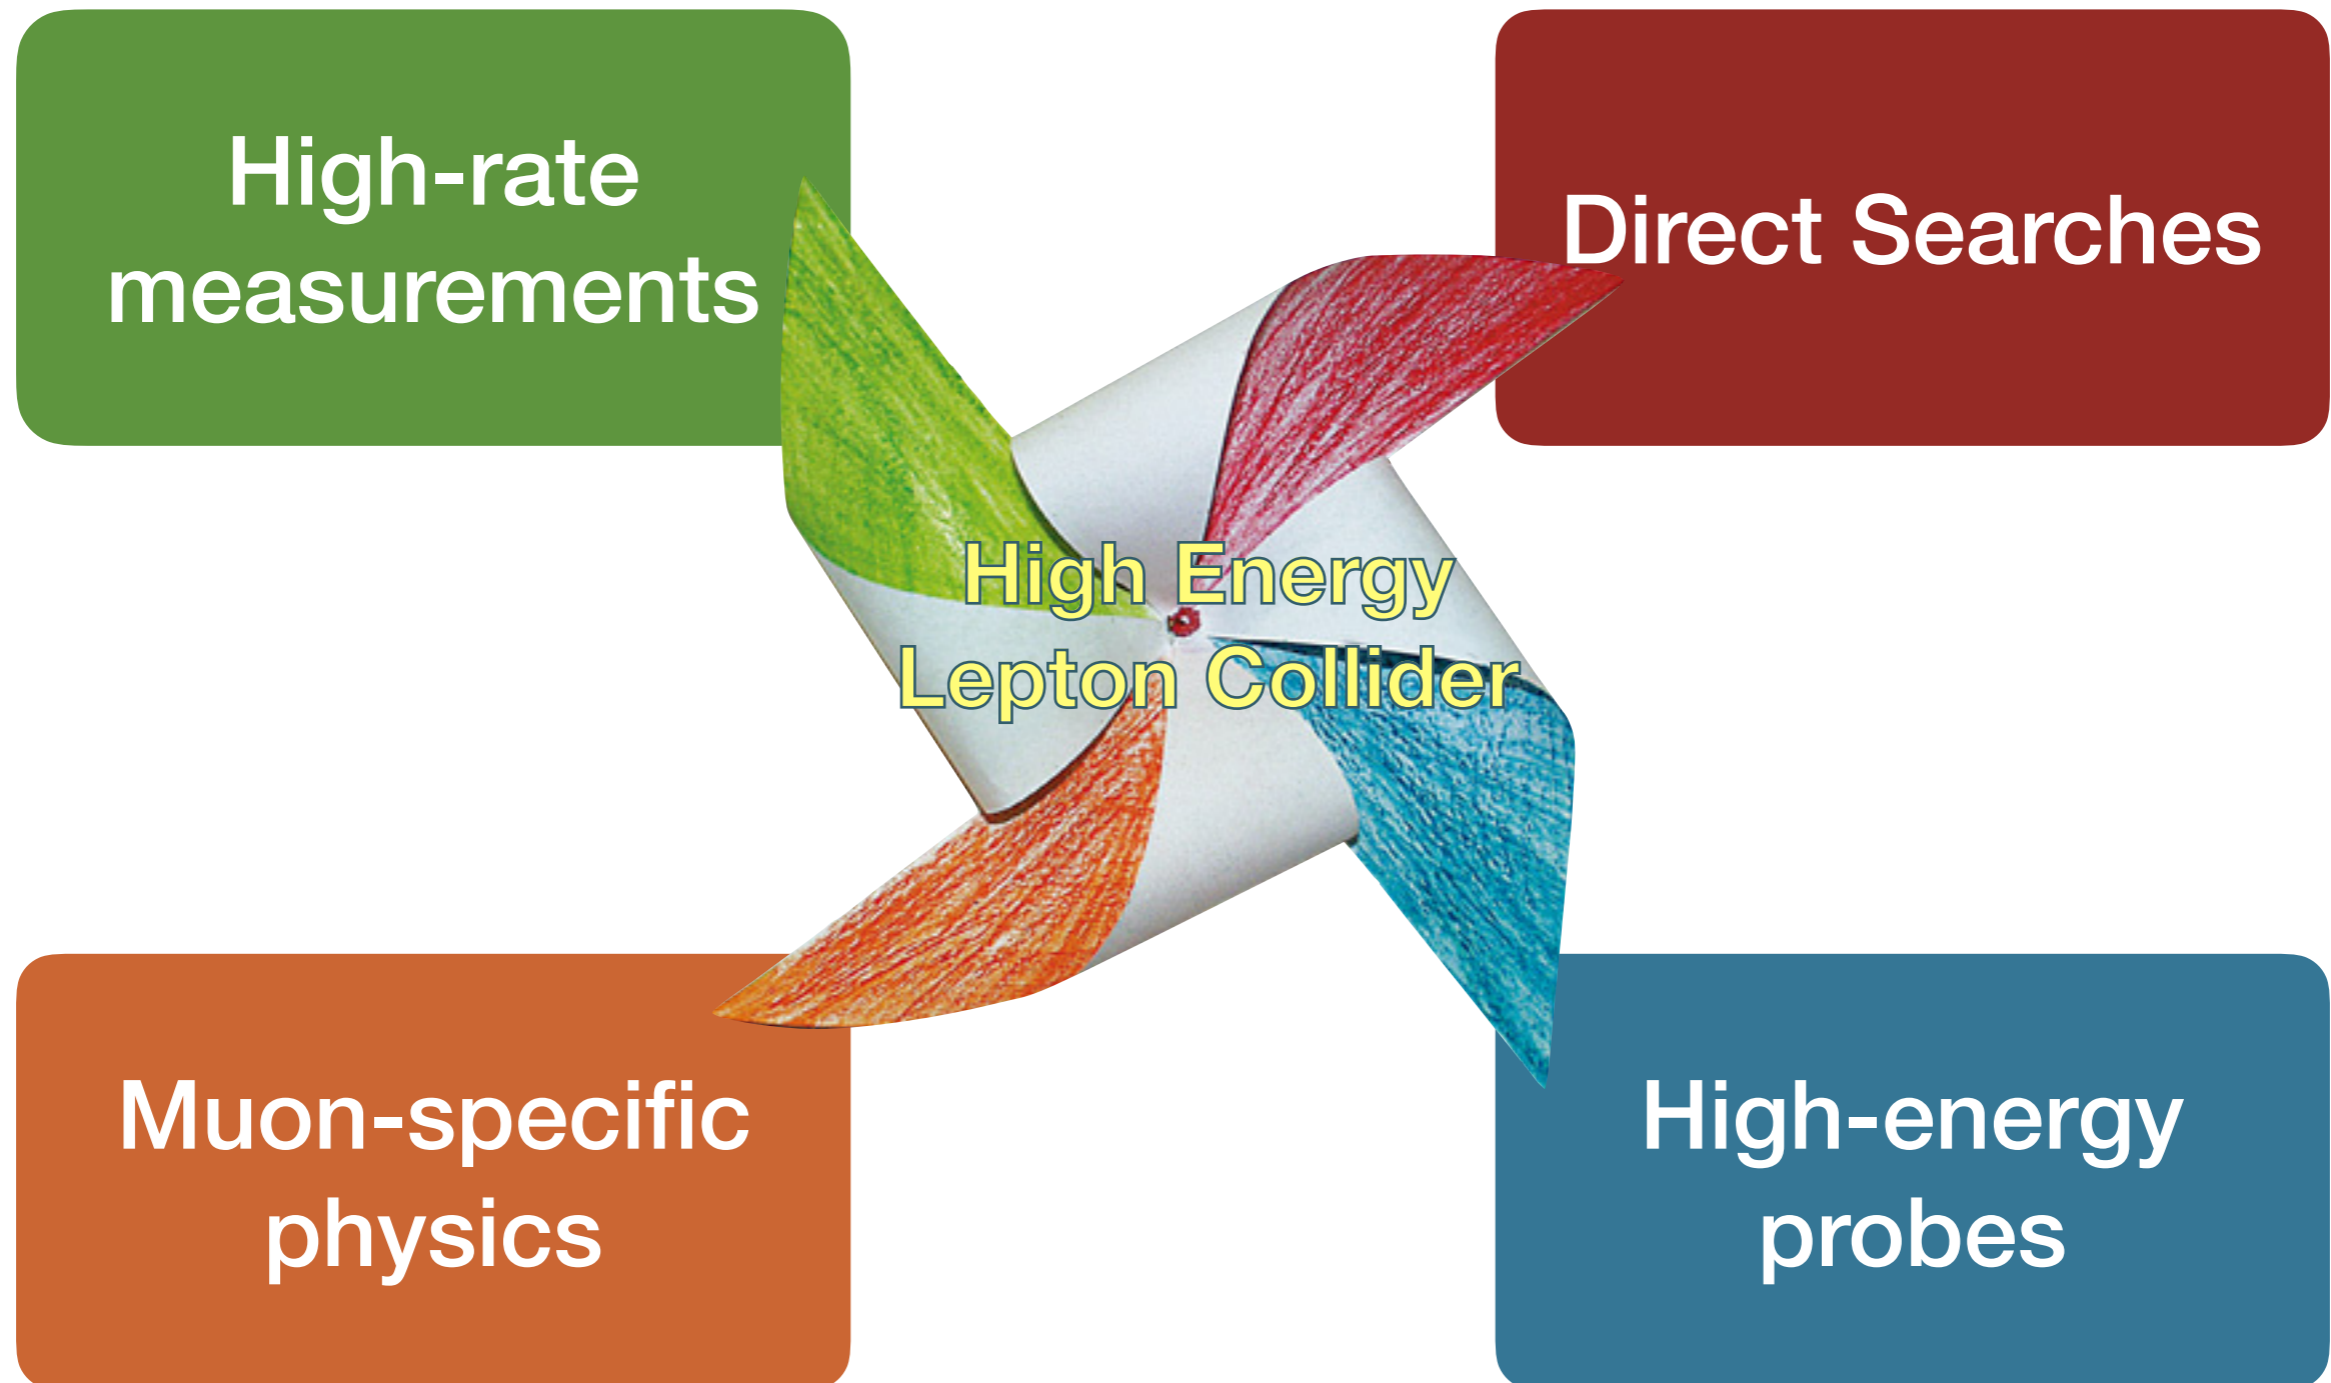 High-rate
measurements
Direct Searches
High Energy
Lepton Collider
Muon-specific
physics
High-energy
probes